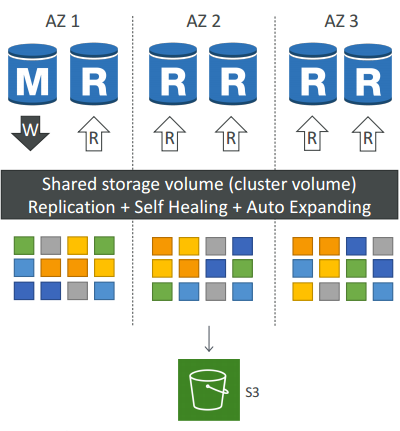 AZ 1 AZ 2 AZ 3
M R R R R R
W R R R R R
Shared storage volume (cluster volume)
Replication + Self Healing + Auto Expanding
S3